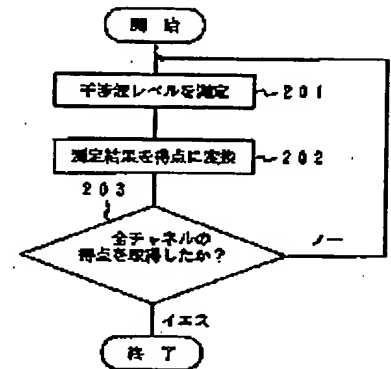 開 始
干渉波レベルを測定
201
測定結果を得点に変換
202
203
全チャネルの
得点を取得したか?
ノー
イエス
終 了